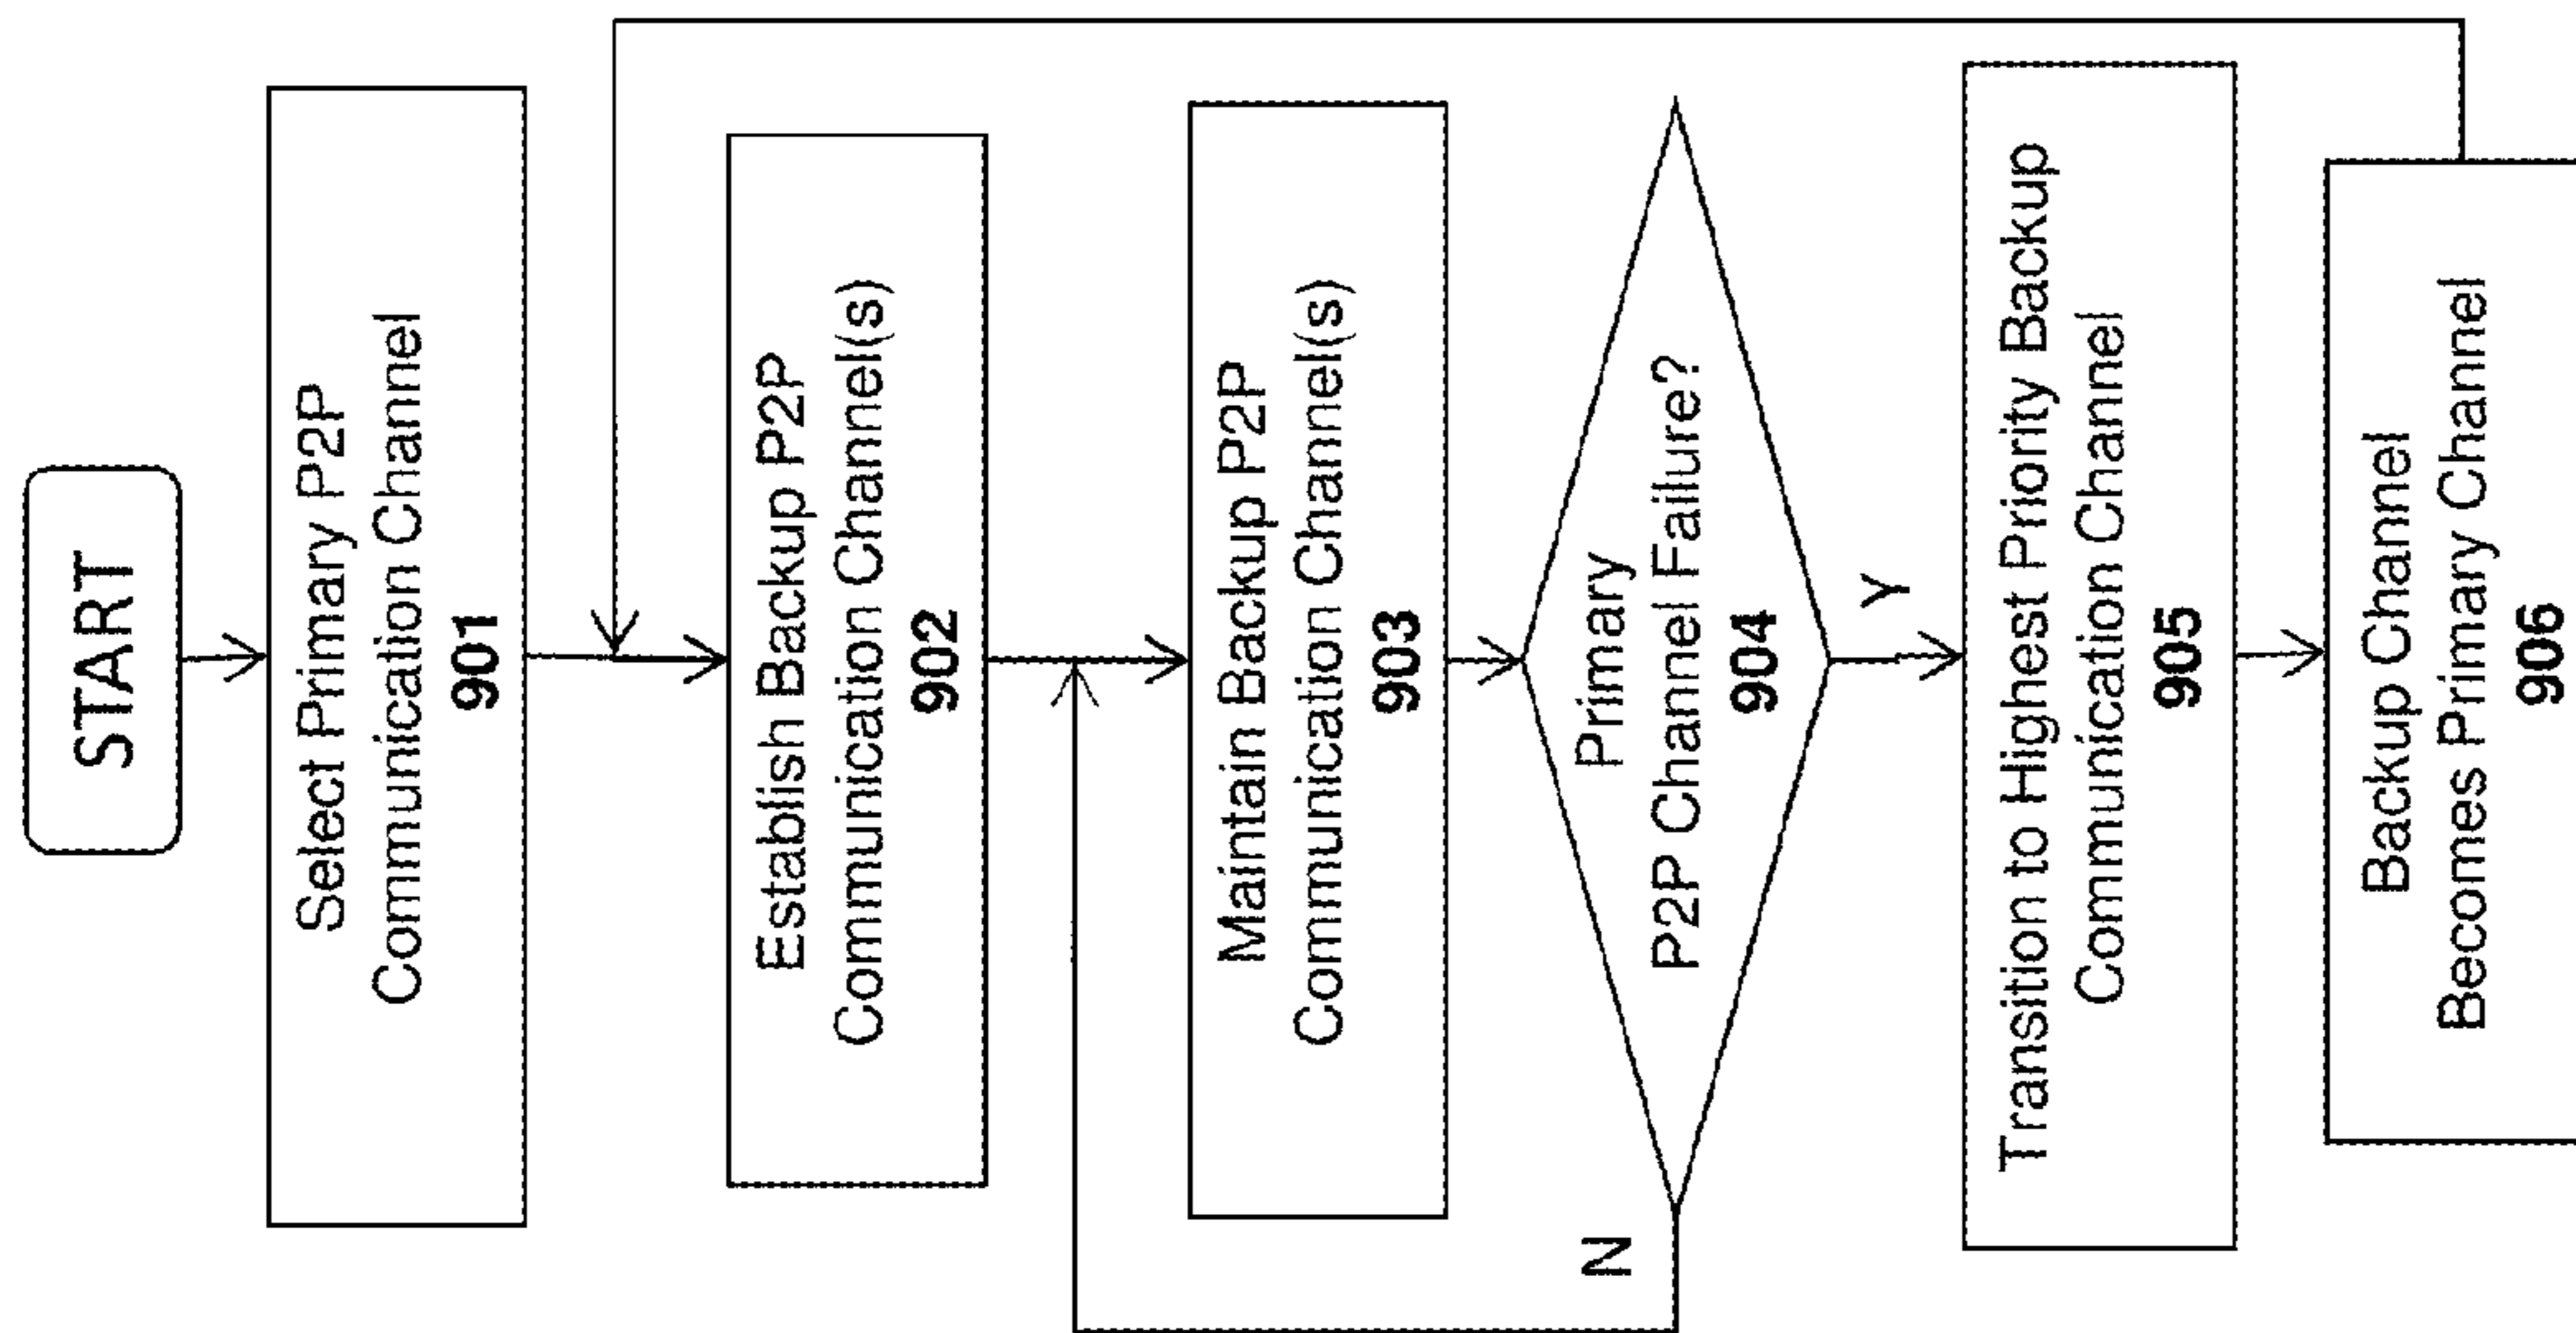 START
Select Primary P2P
Communication Channel
901
Establish Backup P2P
Communication Channel(s)
902
Maintain Backup P2P
Communication Channel(s)
903
Primary
P2P Channel Failure?
904
N
Y
Transition to Highest Priority Backup
Communication Channel
905
Backup Channel
Becomes Primary Channel
906